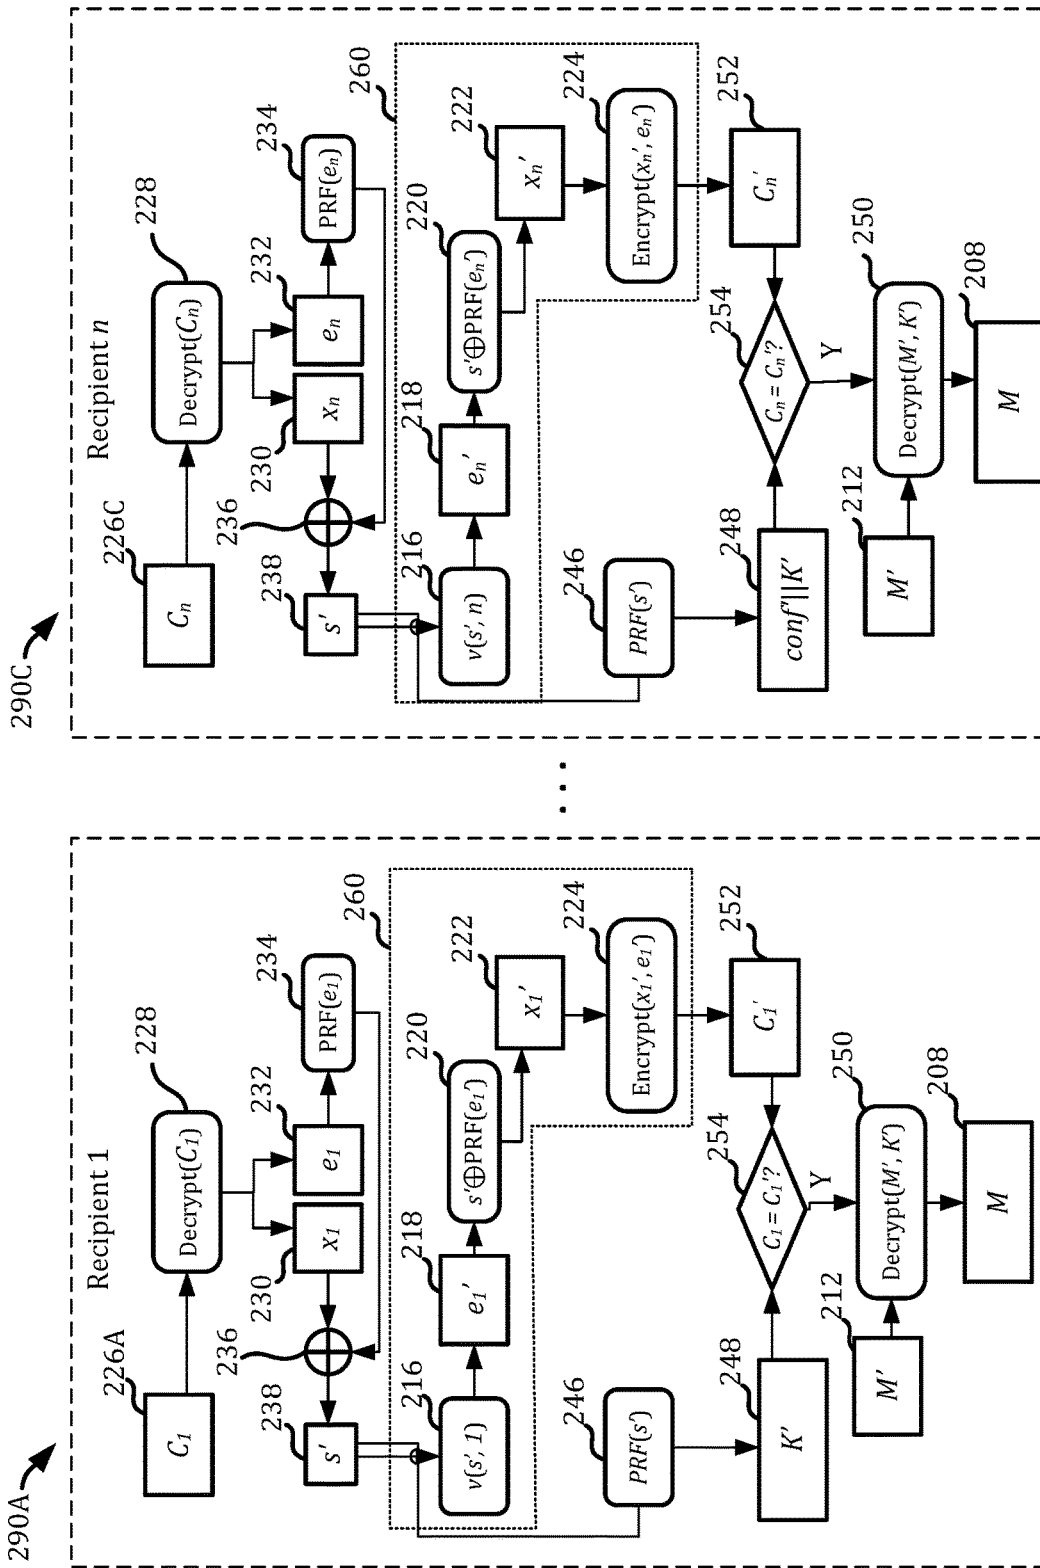 290A
Recipient 1
226A
C₁
228
Decrypt(C₁)
230
x₁
232
e₁
234
PRF(e₁)
236
238
s'
260
216
v(s', 1)
218
e₁'
220
s'⊕PRF(e₁')
222
x₁'
224
Encrypt(x₁', e₁')
246
PRF(s')
248
K'
252
C₁'
254
C₁ = C₁'?
Y
212
M'
250
Decrypt(M', K')
208
M
...
290C
Recipient n
226C
Cₙ
228
Decrypt(Cₙ)
230
xₙ
232
eₙ
234
PRF(eₙ)
236
238
s'
260
216
v(s', n)
218
eₙ'
220
s'⊕PRF(eₙ')
222
xₙ'
224
Encrypt(xₙ', eₙ')
246
PRF(s')
248
conf'||K'
252
Cₙ'
254
Cₙ = Cₙ'?
Y
212
M'
250
Decrypt(M', K')
208
M